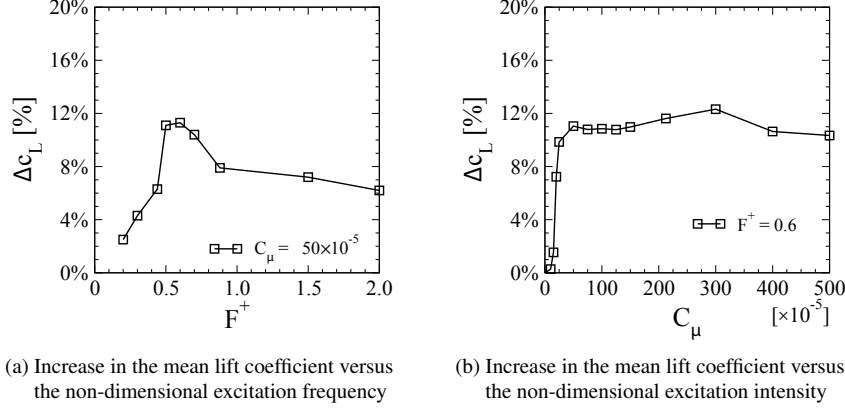 20%
16%
12%
8%
4%
0%
Δc_L [%]
0 0.5 1.0 1.5 2.0
F⁺
C_μ = 50×10⁻⁵
20%
16%
12%
8%
4%
0%
Δc_L [%]
0 100 200 300 400 500
C_μ [×10⁻⁵]
F⁺ = 0.6
(a) Increase in the mean lift coefficient versus
the non-dimensional excitation frequency
(b) Increase in the mean lift coefficient versus
the non-dimensional excitation intensity